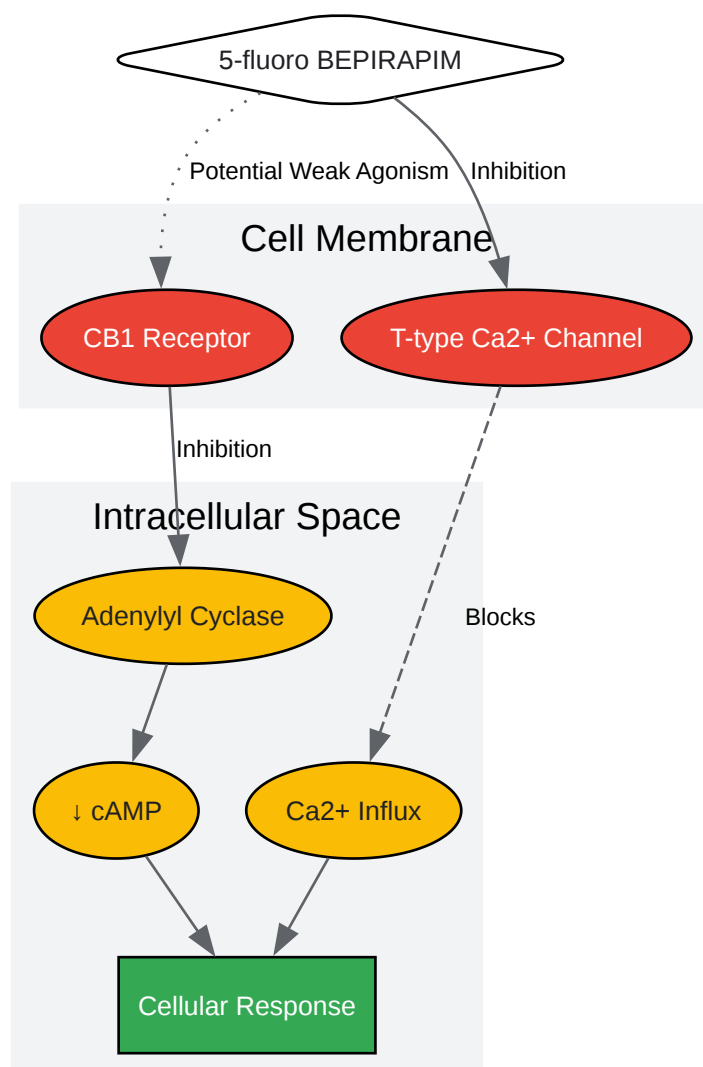 5-fluoro BEPIRAPIM
Potential Weak Agonism
Inhibition
Cell Membrane
CB1 Receptor
T-type Ca2+ Channel
Inhibition
Intracellular Space
Adenylyl Cyclase
Blocks
↓ cAMP
Ca2+ Influx
Cellular Response